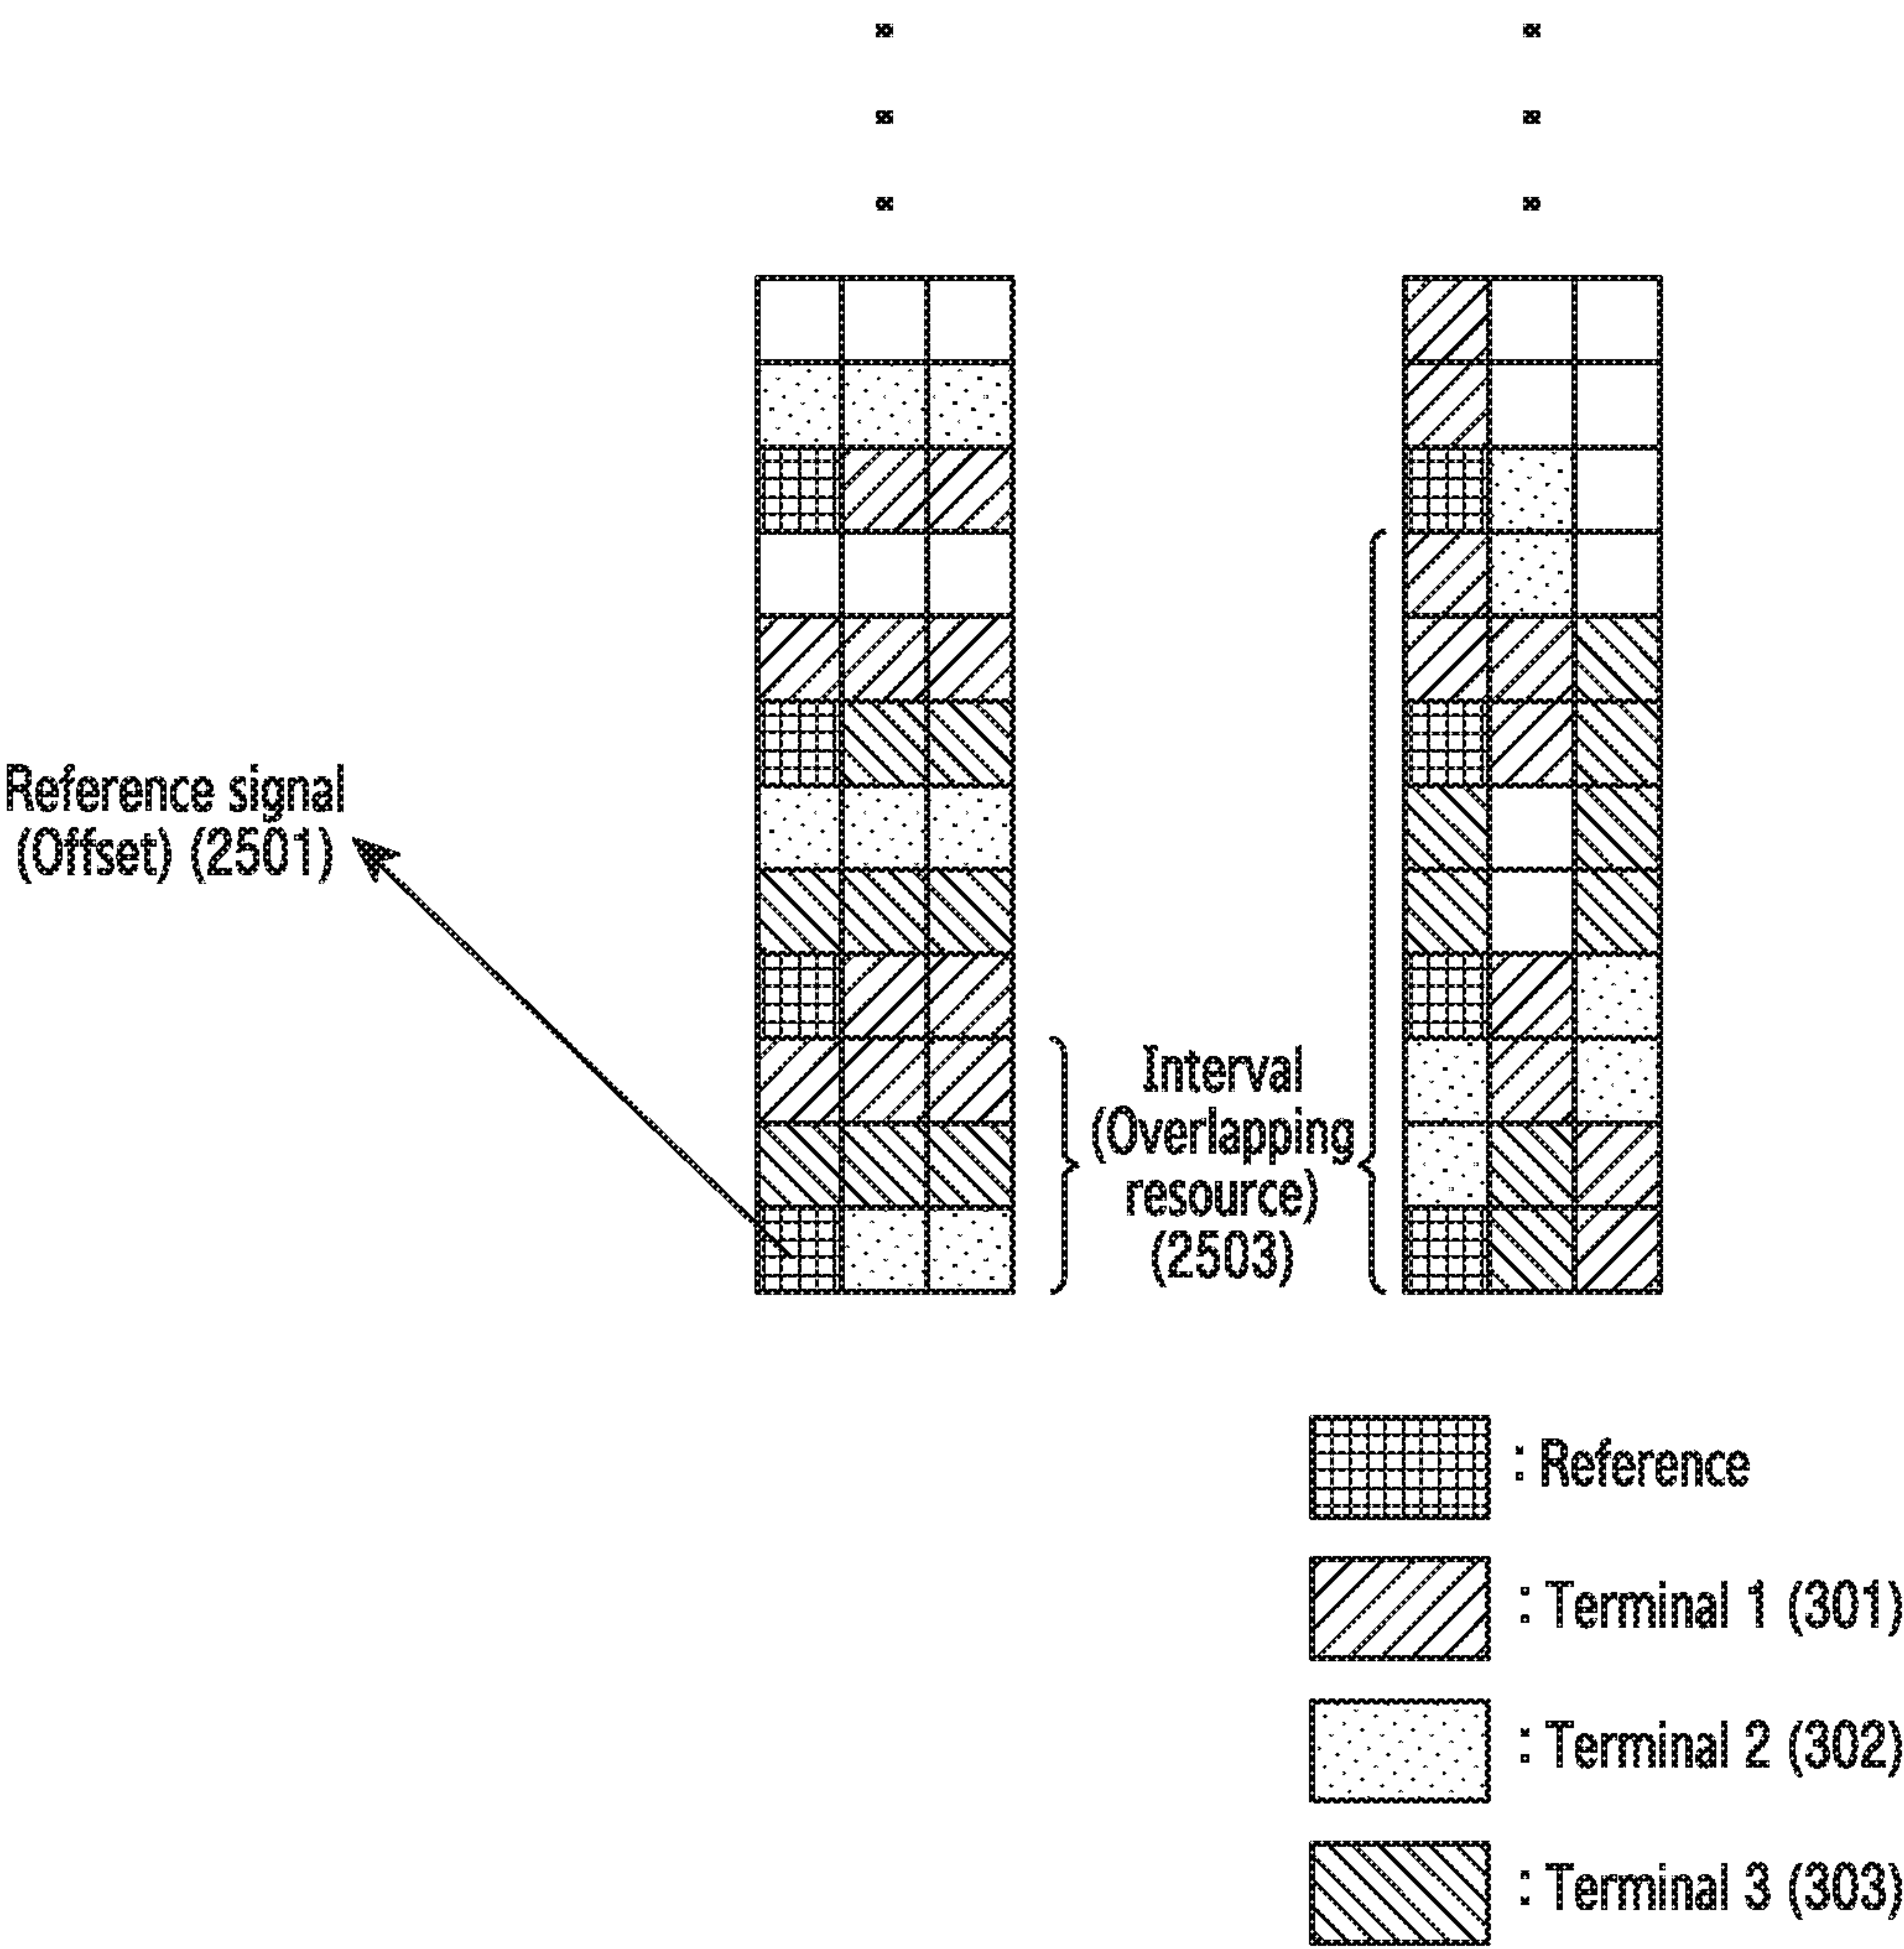 Reference signal
(Offset) (2501)
Interval
(Overlapping
resource)
(2503)
: Reference
: Terminal 1 (301)
: Terminal 2 (302)
: Terminal 3 (303)